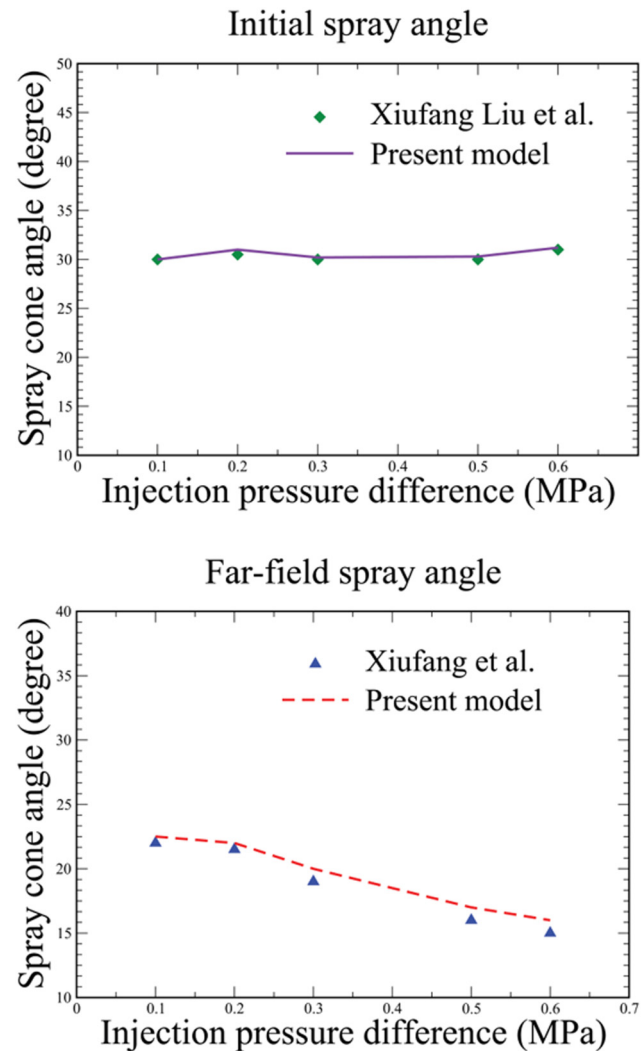 Initial spray angle
50
45
40
35
30
25
20
15
10
Spray cone angle (degree)
Xiufang Liu et al.
Present model
0 0.1 0.2 0.3 0.4 0.5 0.6
Injection pressure difference (MPa)
Far-field spray angle
40
35
30
25
20
15
10
Spray cone angle (degree)
Xiufang et al.
Present model
0 0.1 0.2 0.3 0.4 0.5 0.6 0.7
Injection pressure difference (MPa)